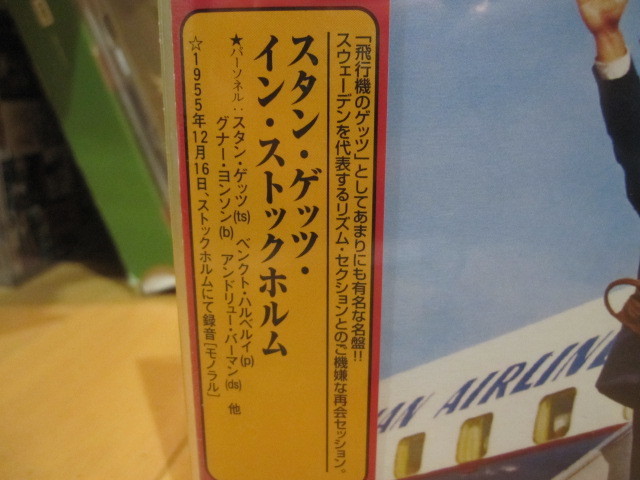 「飛行機のゲッツ」としてあまりにも有名な名盤!!
スウェーデンを代表するリズム・セクションとのご機嫌な再会セッション。
スタン・ゲッツ・
イン・ストックホルム
★パーソネル:スタン・ゲッツ(ts) ベンクト・ハルベルイ(p)
グナー・ヨンソン(b) アンドリュー・バーマン(ds) 他
☆1955年12月16日、ストックホルムにて録音[モノラル]
AN AIRLINE